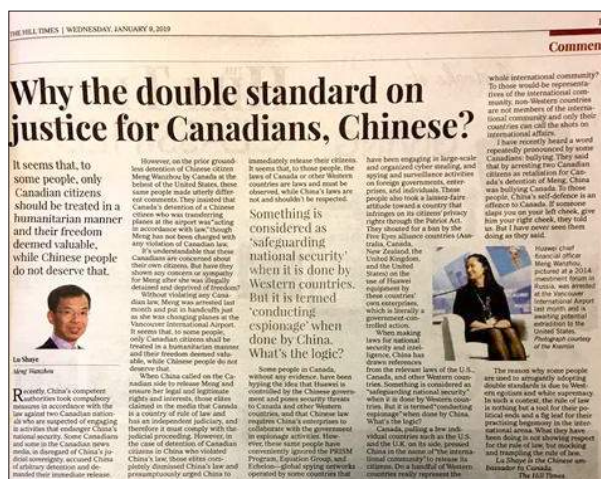 THE HILL TIMES | WEDNESDAY, JANUARY 9, 2019
Commen
Why the double standard on
justice for Canadians, Chinese?
It seems that, to
some people, only
Canadian citizens
should be treated in a
humanitarian manner
and their freedom
deemed valuable,
while Chinese people
do not deserve that.
Lu Shaye
Meng Wanzhou
Recently, China's competent
authorities took compulsory
measures in accordance with the
law against two Canadian nation-
als who are suspected of engaging
in activities that endanger China's
national security. Some Canadians
and some in the Canadian news
media, in disregard of China's ju-
dicial sovereignty, accused China
of arbitrary detention and de-
manded their immediate release.
However, on the prior ground-
less detention of Chinese citizen
Meng Wanzhou by Canada at the
behest of the United States, those
same people made utterly differ-
ent comments. They insisted that
Canada's detention of a Chinese
citizen who was transferring
planes at the airport was "acting
in accordance with law" though
Meng has not been charged with
any violation of Canadian law.
It's understandable that these
Canadians are concerned about
their own citizens. But have they
shown any concern or sympathy
for Meng after she was illegally
detained and deprived of freedom?
Without violating any Cana-
dian law, Meng was arrested last
month and put in handcuffs just
as she was changing planes at the
Vancouver International Airport.
It seems that, to some people,
only Canadian citizens shall be
treated in a humanitarian manner
and their freedom deemed valu-
able, while Chinese people do not
deserve that.
When China called on the Ca-
nadian side to release Meng and
ensure her legal and legitimate
rights and interests, those elites
claimed in the media that Canada
is a country of rule of law and
has an independent judiciary, and
therefore it must comply with the
judicial proceeding. However, in
the case of detention of Canadian
citizens in China who violated
China's law, those elites com-
pletely dismissed China's law and
presumptuously urged China to
immediately release their citizens.
It seems that, to those people, the
laws of Canada or other Western
countries are laws and must be
observed, while China's laws are
not and shouldn't be respected.
Something is
considered as
'safeguarding
national security'
when it is done by
Western countries.
But it is termed
'conducting
espionage' when
done by China.
What's the logic?
Some people in Canada,
without any evidence, have been
hyping the idea that Huawei is
controlled by the Chinese govern-
ment and poses security threats
to Canada and other Western
countries, and that Chinese law
requires China's enterprises to
collaborate with the government
in espionage activities. How-
ever, these same people have
conveniently ignored the PRISM
Program, Equation Group, and
Echelon—global spying networks
operated by some countries that
have been engaging in large-scale
and organized cyber stealing, and
spying and surveillance activities
on foreign governments, enter-
prises, and individuals. These
people also took a laissez-faire
attitude toward a country that
infringes on its citizens' privacy
rights through the Patriot Act.
They shouted for a ban by the
Five Eyes alliance countries (Aus-
tralia, Canada,
New Zealand, the
United Kingdom,
and the United
States) on the
use of Huawei
equipment by
these countries'
own enterprises,
which is literally a
government-con-
trolled action.
When making
laws for national
security and intel-
ligence, China has
drawn references
from the relevant laws of the U.S.,
Canada, and other Western coun-
tries. Something is considered as
"safeguarding national security"
when it is done by Western coun-
tries. But it is termed "conducting
espionage" when done by China.
What's the logic?
Canada, pulling a few indi-
vidual countries such as the U.S.
and the U.K. on its side, pressed
China in the name of "the interna-
tional community" to release its
citizens. Do a handful of Western
countries really represent the
whole international community?
To those would-be representa-
tives of the international com-
munity, non-Western countries
are not members of the interna-
tional community and only their
countries can call the shots on
international affairs.
I have recently heard a word
repeatedly pronounced by some
Canadians: bullying. They said
that by arresting two Canadian
citizens as retaliation for Can-
ada's detention of Meng, China
was bullying Canada. To those
people, China's self-defence is an
offence to Canada. If someone
slaps you on your left cheek, give
him your right cheek, they told
us. But I have never seen them
doing as they said.
Huawei chief
financial officer
Meng Wanzhou,
pictured at a 2014
investment forum in
Russia, was arrested
at the Vancouver
International Airport
last month and is
awaiting potential
extradition to the
United States.
Photograph courtesy
of the Kremlin
The reason why some people
are used to arrogantly adopting
double standards is due to West-
ern egotism and white supremacy.
In such a context, the rule of law
is nothing but a tool for their po-
litical ends and a fig leaf for their
practising hegemony in the inter-
national arena. What they have
been doing is not showing respect
for the rule of law, but mocking
and trampling the rule of law.
Lu Shaye is the Chinese am-
bassador to Canada.
The Hill Times